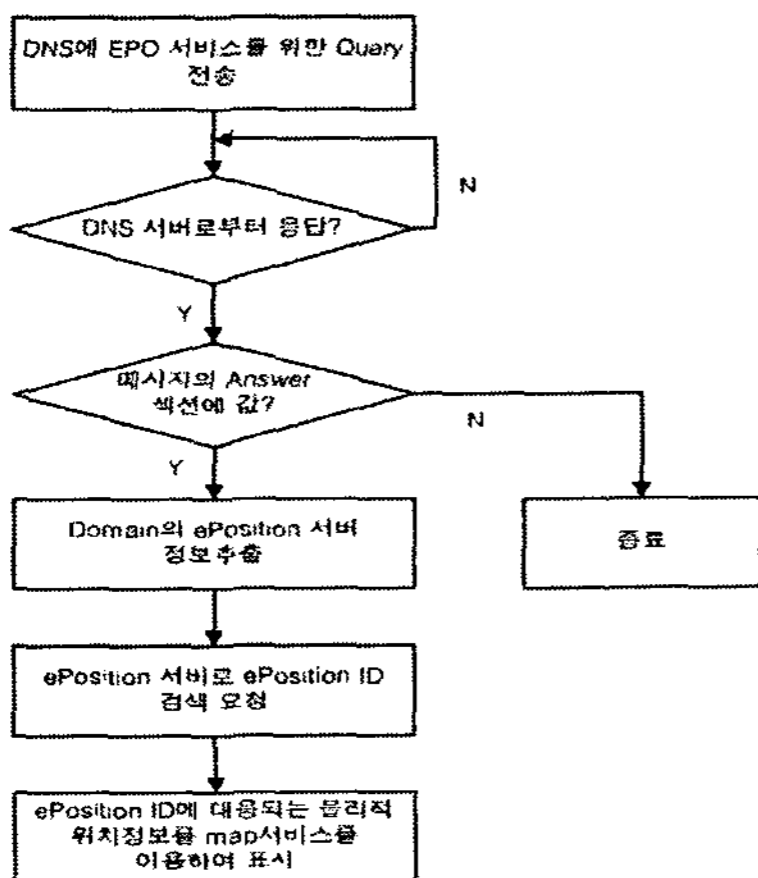 DNS에 EPO 서비스를 위한 Quary
전송
N
DNS 서버로부터 응답?
Y
메시지의 Answer
섹션에 값?
N
Y
Domain의 ePosition 서버
정보추출
종료
ePosition 서버로 ePosition ID
검색 요청
ePosition ID에 대응되는 물리적
위치정보를 map서비스를
이용하여 표시